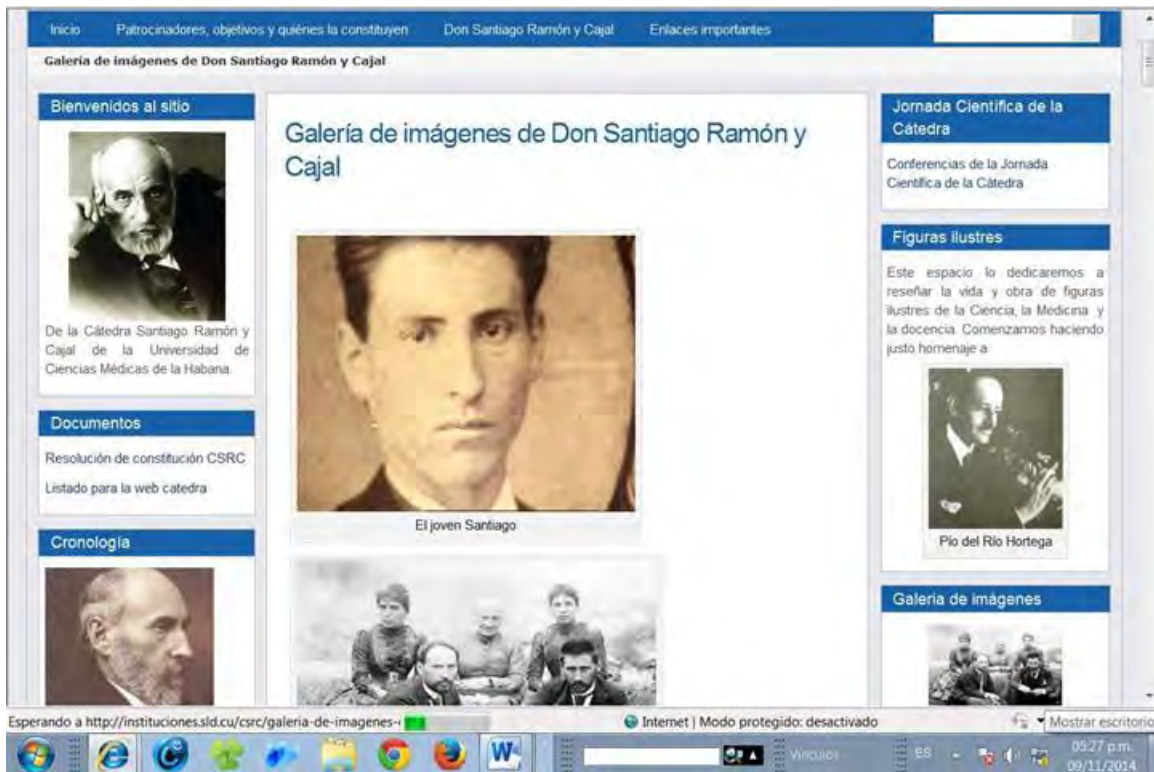 Inicio Patrocinadores, objetivos y quiénes la constituyen Don Santiago Ramón y Cajal Enlaces importantes
Galería de imágenes de Don Santiago Ramón y Cajal
Bienvenidos al sitio
De la Cátedra Santiago Ramón y
Cajal de la Universidad de
Ciencias Médicas de la Habana.
Documentos
Resolución de constitución CSRC
Listado para la web catedra
Cronología
Galería de imágenes de Don Santiago Ramón y
Cajal
El joven Santiago
Jornada Científica de la
Cátedra
Conferencias de la Jornada
Científica de la Cátedra
Figuras ilustres
Este espacio lo dedicaremos a
reseñar la vida y obra de figuras
ilustres de la Ciencia, la Medicina y
la docencia. Comenzamos haciendo
justo homenaje a
Pío del Río Hortega
Galeria de imágenes
Esperando a http://instituciones.sld.cu/csrc/galeria-de-imagenes- Internet | Modo protegido: desactivado Mostrar escritorio
Vínculos ES 05:27 p.m.
09/11/2014